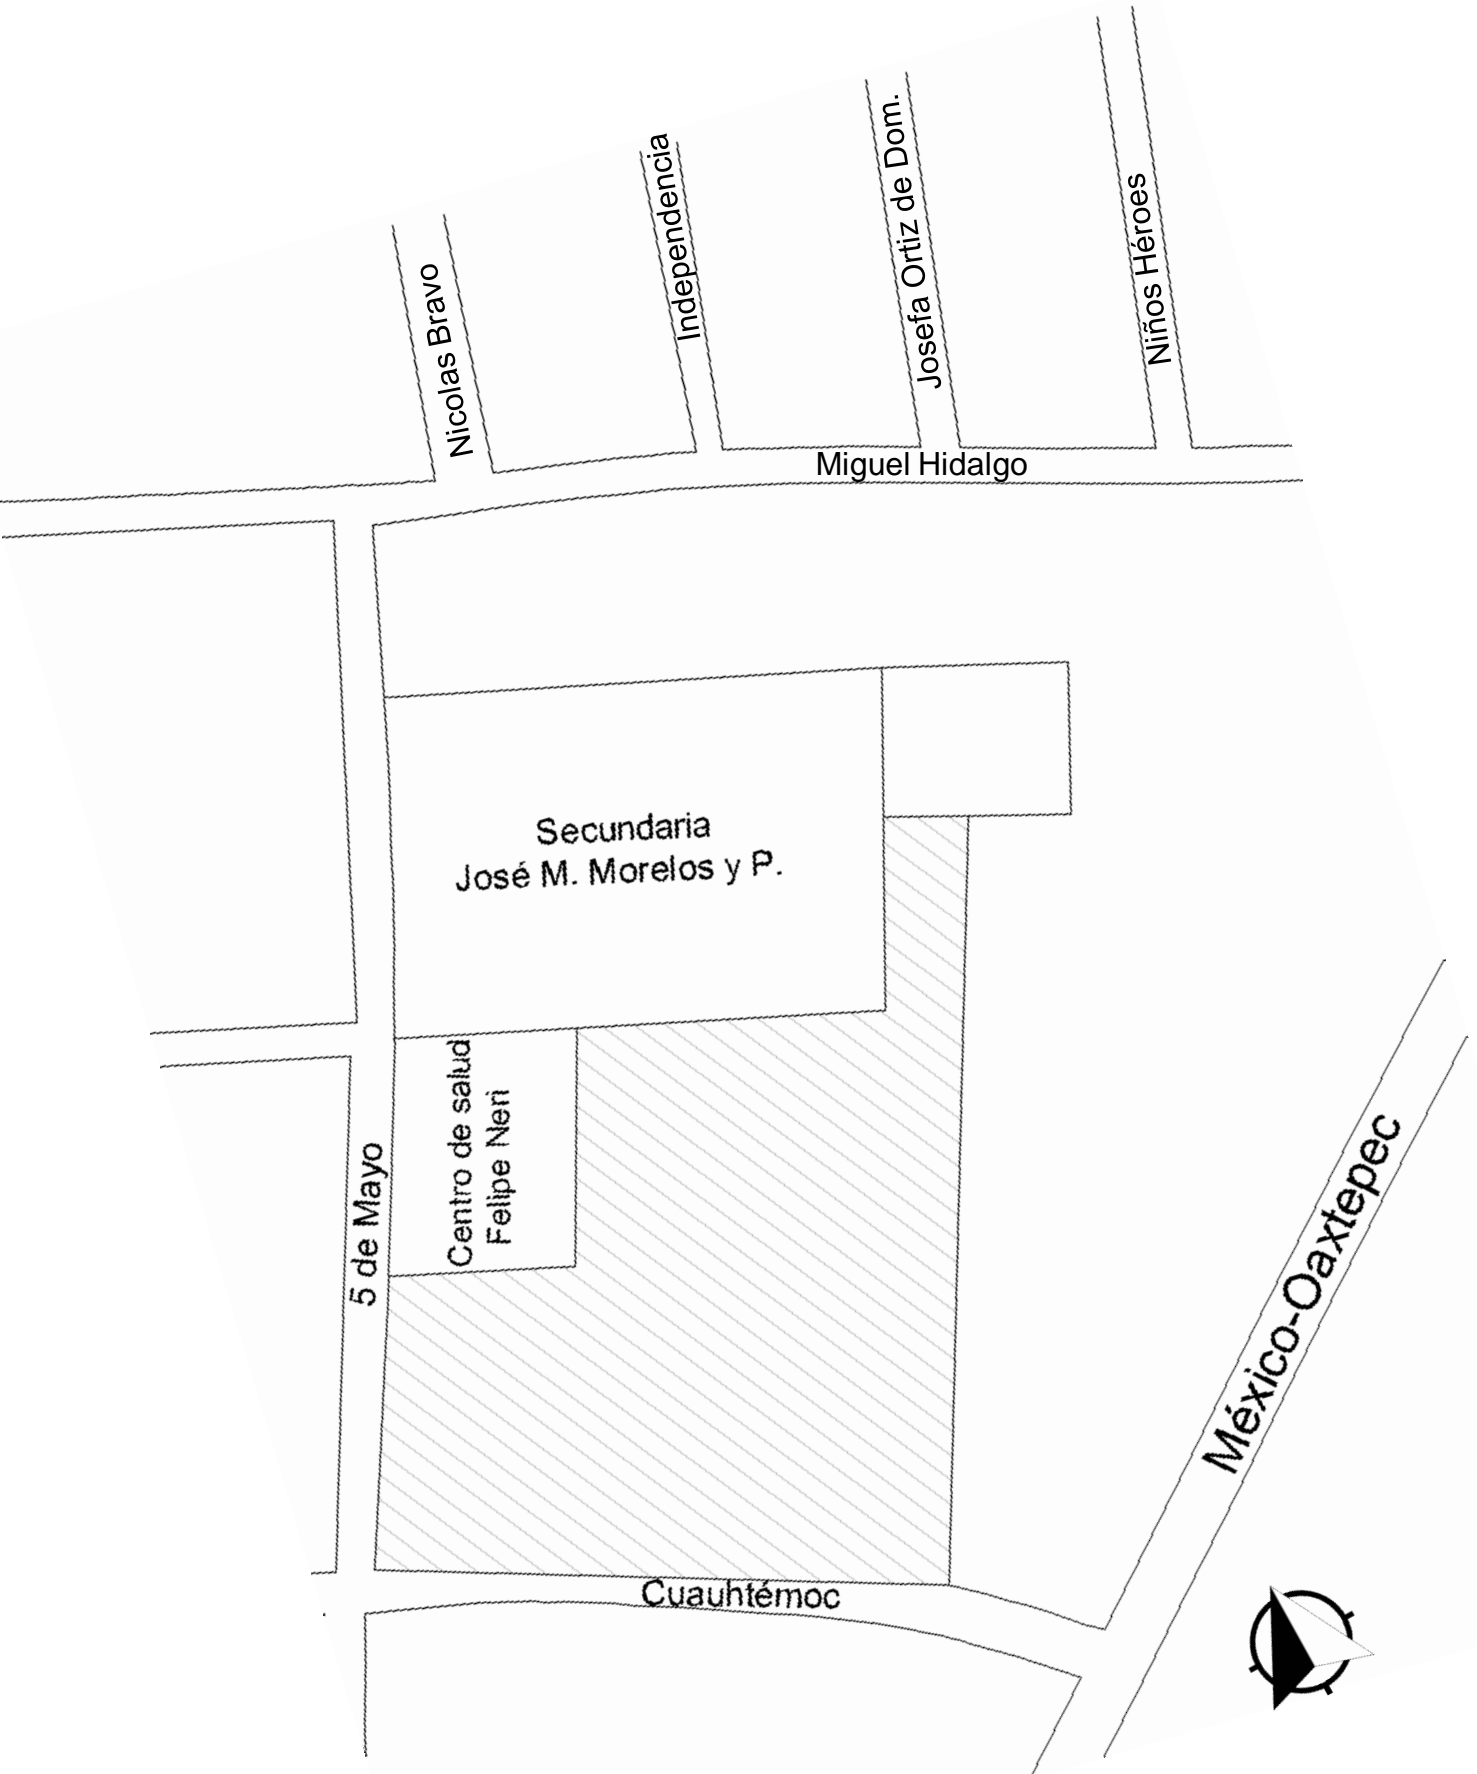 Nicolas Bravo
Independencia
Josefa Ortiz de Dom.
Niños Héroes
Miguel Hidalgo
Secundaria
José M. Morelos y P.
Centro de salud
Felipe Neri
5 de Mayo
México-Oaxtepec
Cuauhtémoc